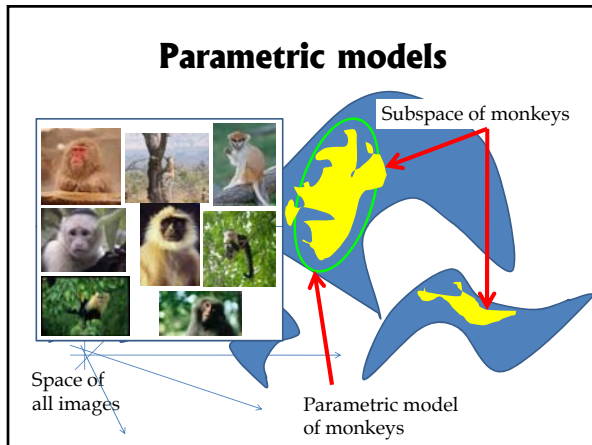 Parametric models
Subspace of monkeys
Space of
all images
Parametric model
of monkeys